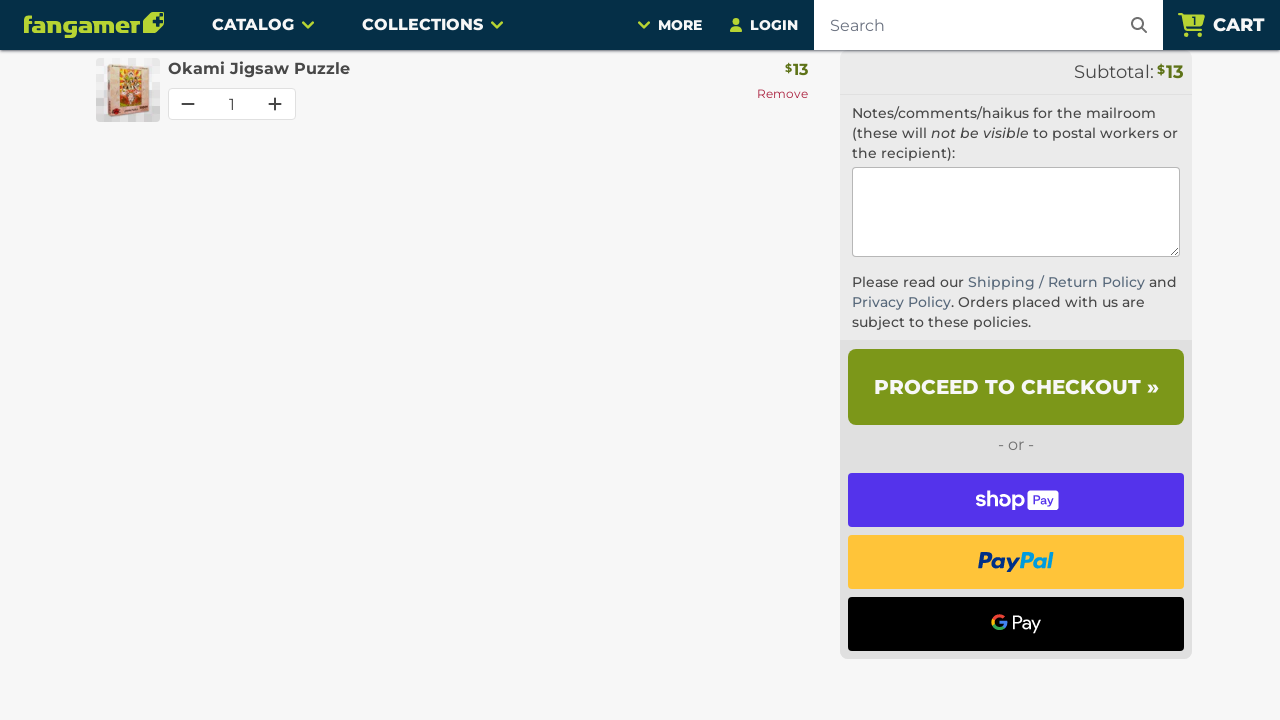 fangamer
CATALOG
COLLECTIONS
MORE
LOGIN
Search
1
CART
Okami Jigsaw Puzzle
$13
1
Remove
Subtotal: $13
Notes/comments/haikus for the mailroom
(these will not be visible to postal workers or
the recipient):
Please read our Shipping / Return Policy and
Privacy Policy. Orders placed with us are
subject to these policies.
PROCEED TO CHECKOUT »
- or -
shop Pay
PayPal
G Pay